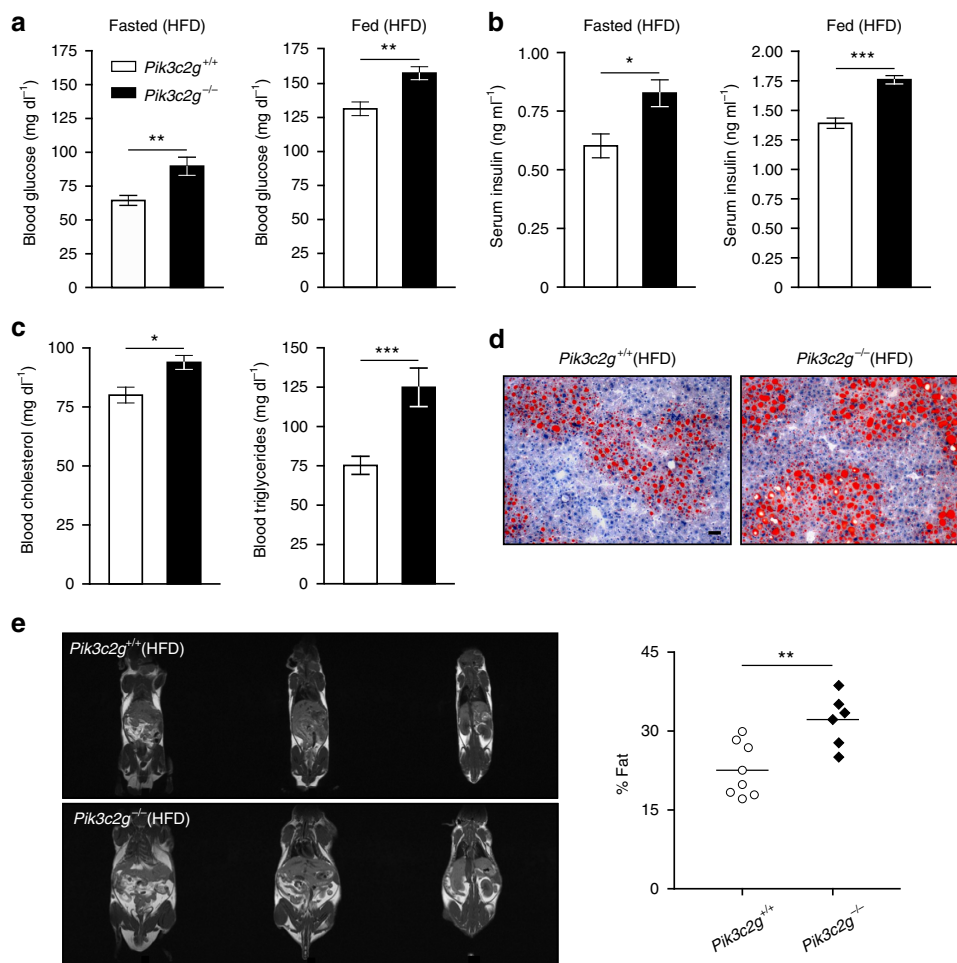 a
Fasted (HFD)
Fed (HFD)
Blood glucose (mg dl⁻¹)
175
150
125
100
75
50
25
0
Pik3c2g⁺/⁺
Pik3c2g⁻/⁻
**
Blood glucose (mg dl⁻¹)
175
150
125
100
75
50
25
0
**
b
Fasted (HFD)
Fed (HFD)
Serum insulin (ng ml⁻¹)
1.00
0.75
0.50
0.25
0
*
Serum insulin (ng ml⁻¹)
2.00
1.75
1.50
1.25
1.00
0.75
0.50
0.25
0
***
c
Blood cholesterol (mg dl⁻¹)
100
75
50
25
0
*
Blood triglycerides (mg dl⁻¹)
150
125
100
75
50
25
0
***
d
Pik3c2g⁺/⁺(HFD)
Pik3c2g⁻/⁻(HFD)
e
Pik3c2g⁺/⁺(HFD)
Pik3c2g⁻/⁻(HFD)
% Fat
45
30
15
0
**
Pik3c2g⁺/⁺
Pik3c2g⁻/⁻